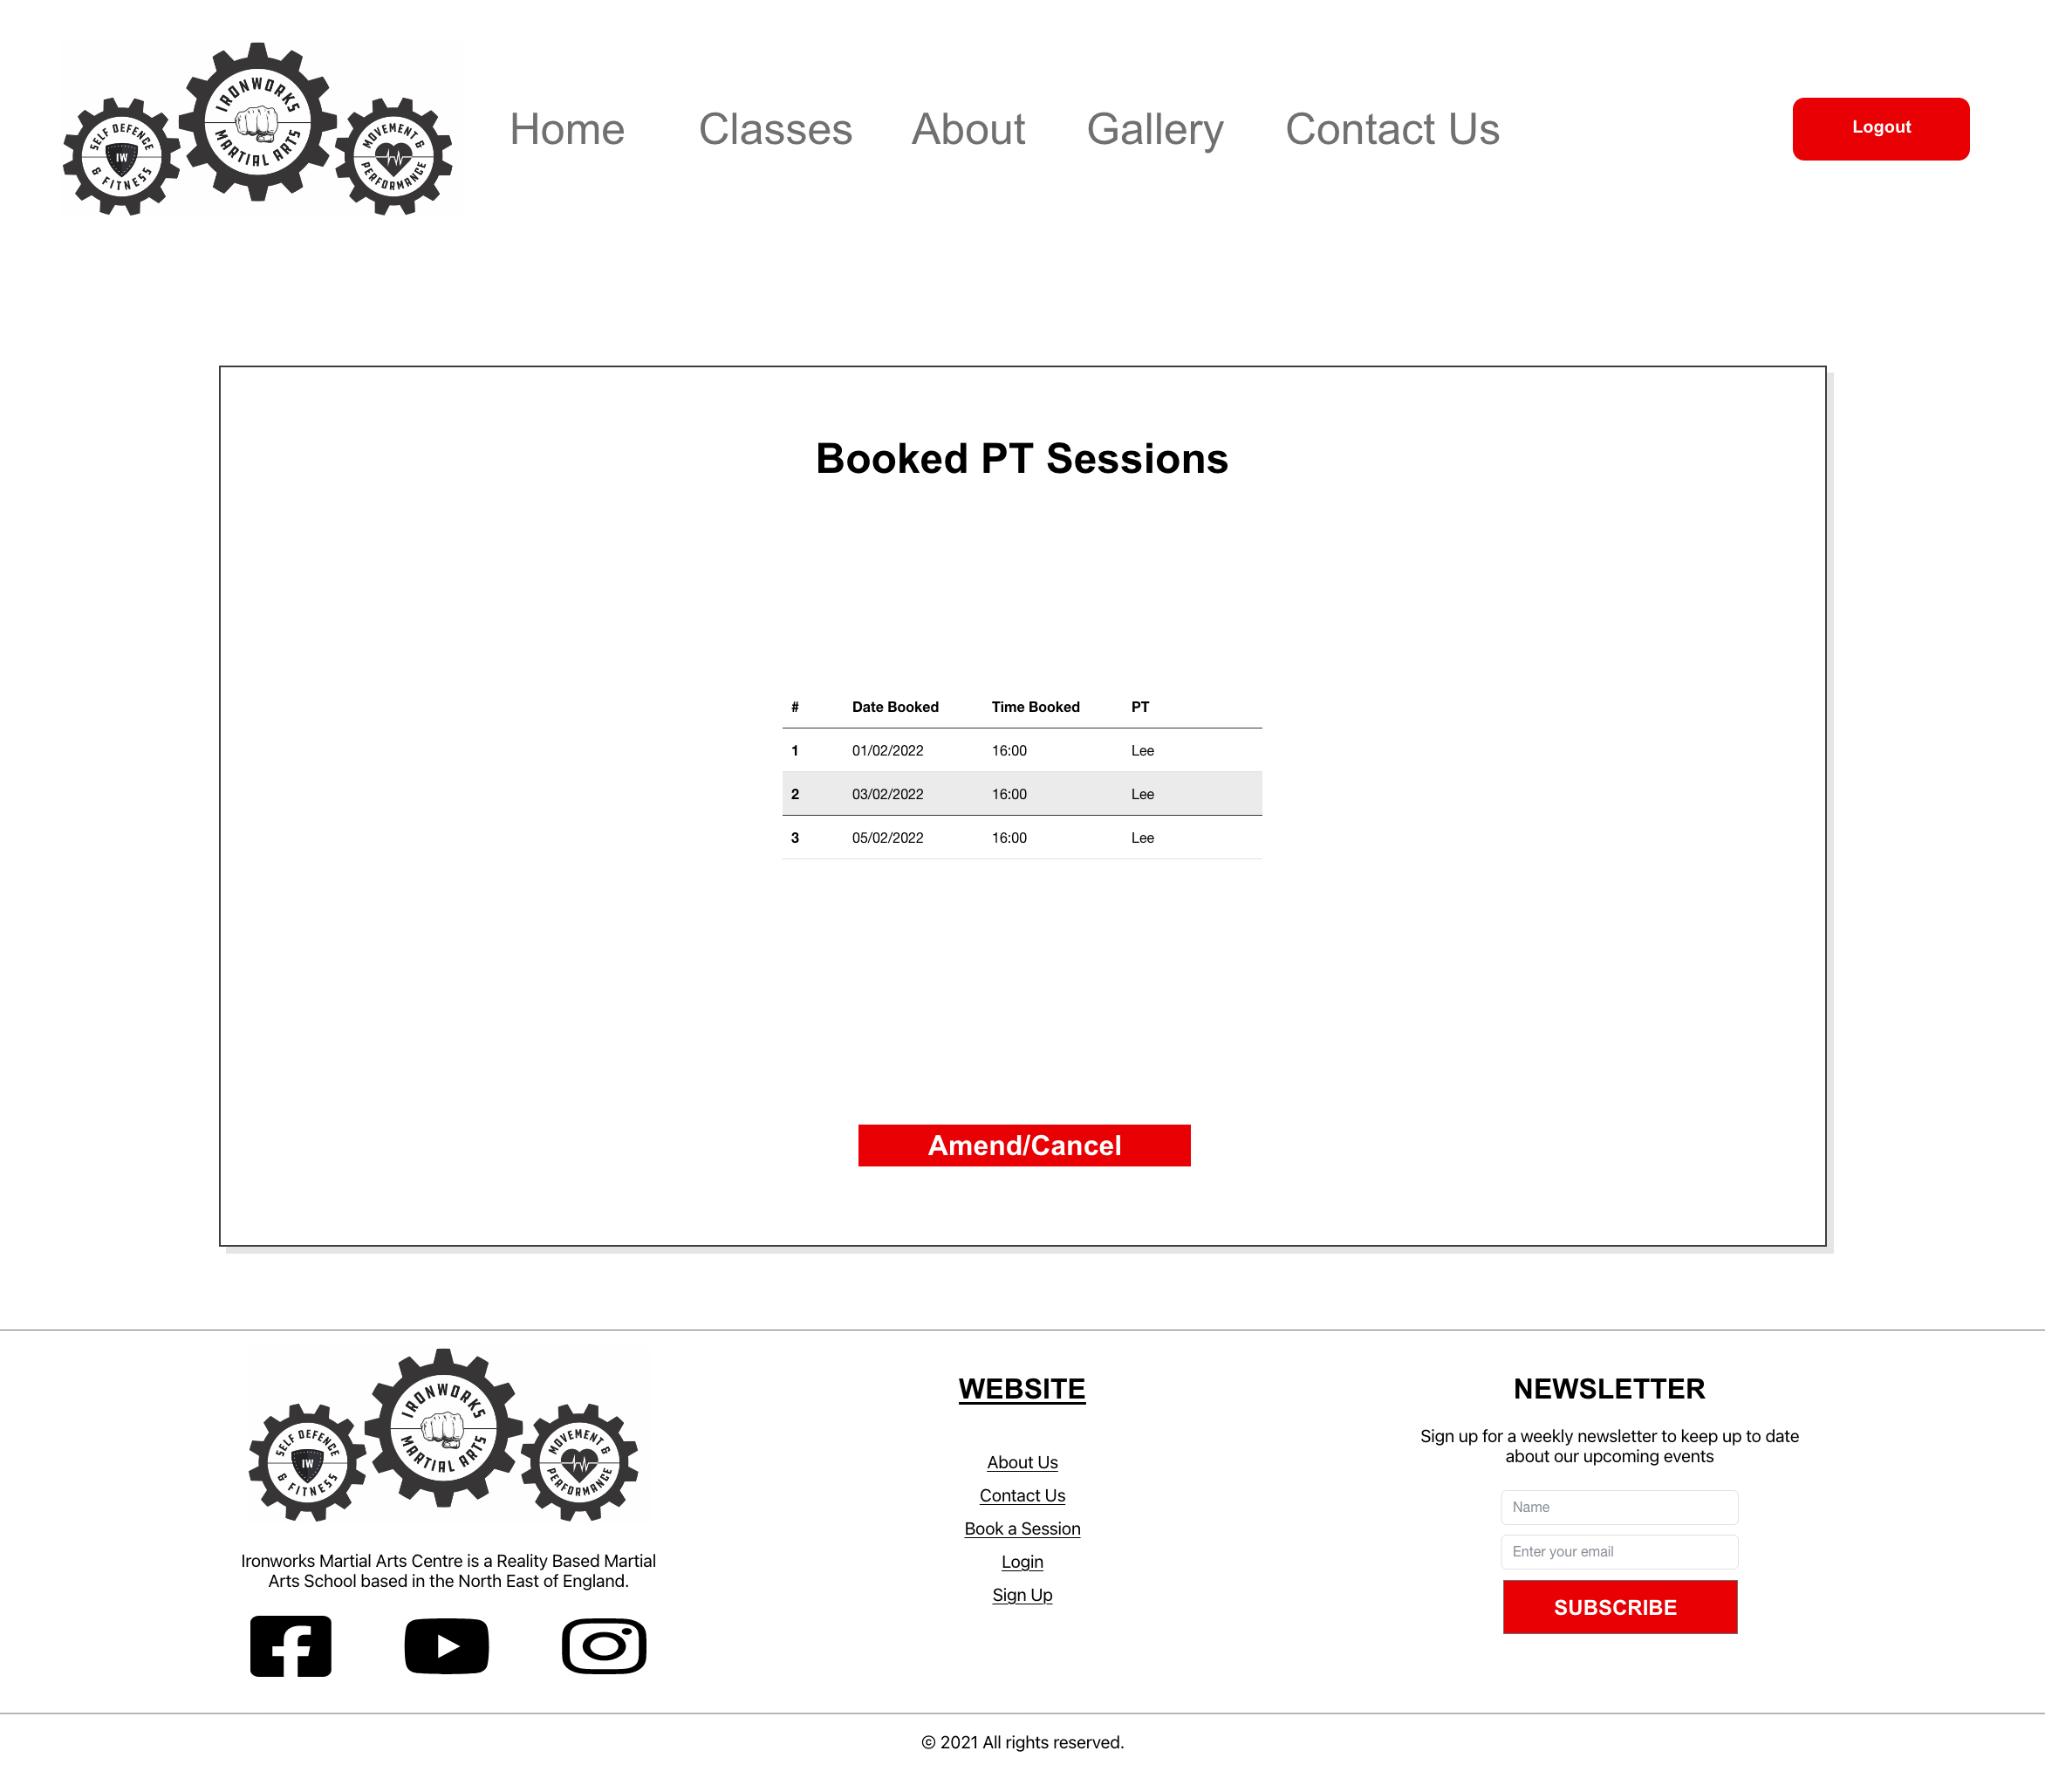 SELF DEFENCE
IW
& FITNESS
IRONWORKS
MARTIAL ARTS
MOVEMENT &
PERFORMANCE
Home Classes About Gallery Contact Us
Logout
Booked PT Sessions
# Date Booked Time Booked PT
1 01/02/2022 16:00 Lee
2 03/02/2022 16:00 Lee
3 05/02/2022 16:00 Lee
Amend/Cancel
SELF DEFENCE
IW
& FITNESS
IRONWORKS
MARTIAL ARTS
MOVEMENT &
PERFORMANCE
Ironworks Martial Arts Centre is a Reality Based Martial
Arts School based in the North East of England.
WEBSITE
About Us
Contact Us
Book a Session
Login
Sign Up
NEWSLETTER
Sign up for a weekly newsletter to keep up to date
about our upcoming events
Name
Enter your email
SUBSCRIBE
© 2021 All rights reserved.